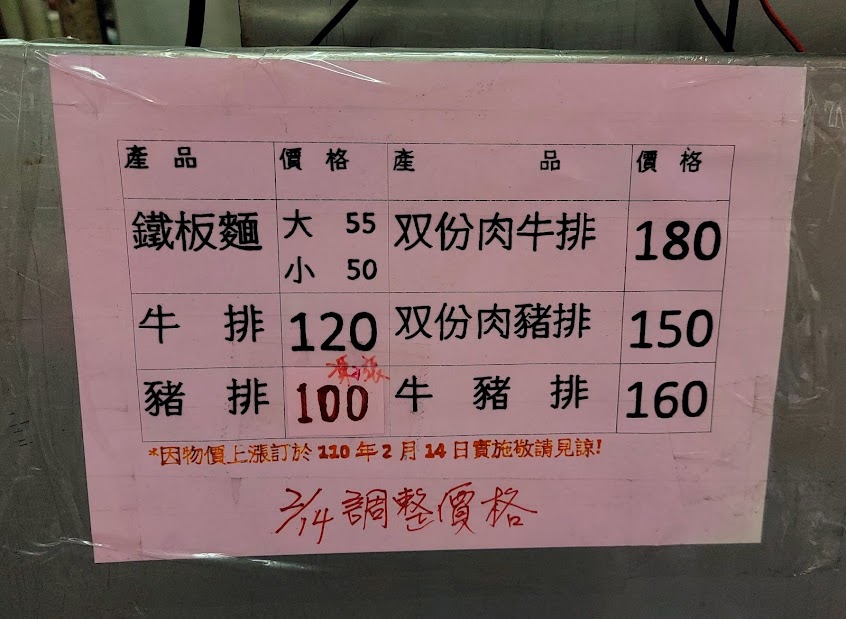 產 品 價 格 產 品 價 格
鐵板麵 大 55 双份肉牛排 180
小 50
牛 排 120 双份肉豬排 150
豬 排 100 牛 豬 排 160
*因物價上漲訂於 110 年 2 月 14 日實施敬請見諒!
2/14 調整價格